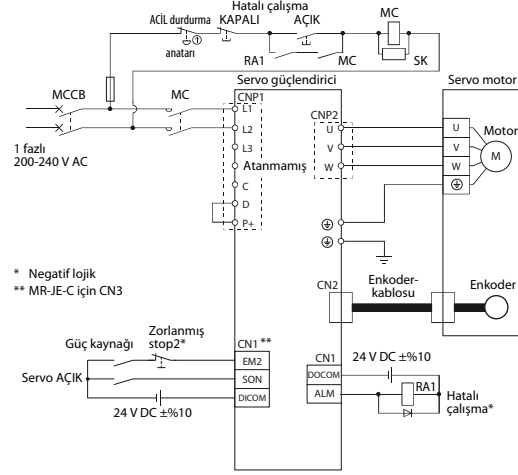 Hatalı çalışma
ACİL durdurma KAPALI AÇIK MC
①
anatarı
RA1 MC SK
Servo güçlendirici Servo motor
MCCB MC CNP1
L1 CNP2
L2 U U Motor
1 fazlı L3 V V M
200-240 V AC Atanmamış W W
C
D
P+
* Negatif lojik
** MR-JE-C için CN3
CN2 Enkoder-
kablosu Enkoder
Güç kaynağı Zorlanmış
stop2* CN1 ** CN1 24 V DC ±%10
EM2 DOCOM
Servo AÇIK SON ALM RA1 Hatalı
çalışma*
DICOM
24 V DC ±%10